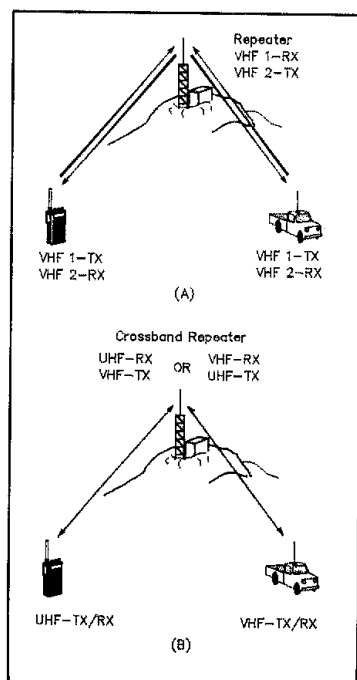 Repeater
VHF 1-RX
VHF 2-TX
VHF 1-TX
VHF 2-RX
VHF 1-TX
VHF 2-RX
(A)
Crossband Repeater
UHF-RX
VHF-TX
OR
VHF-RX
UHF-TX
UHF-TX/RX
VHF-TX/RX
(B)